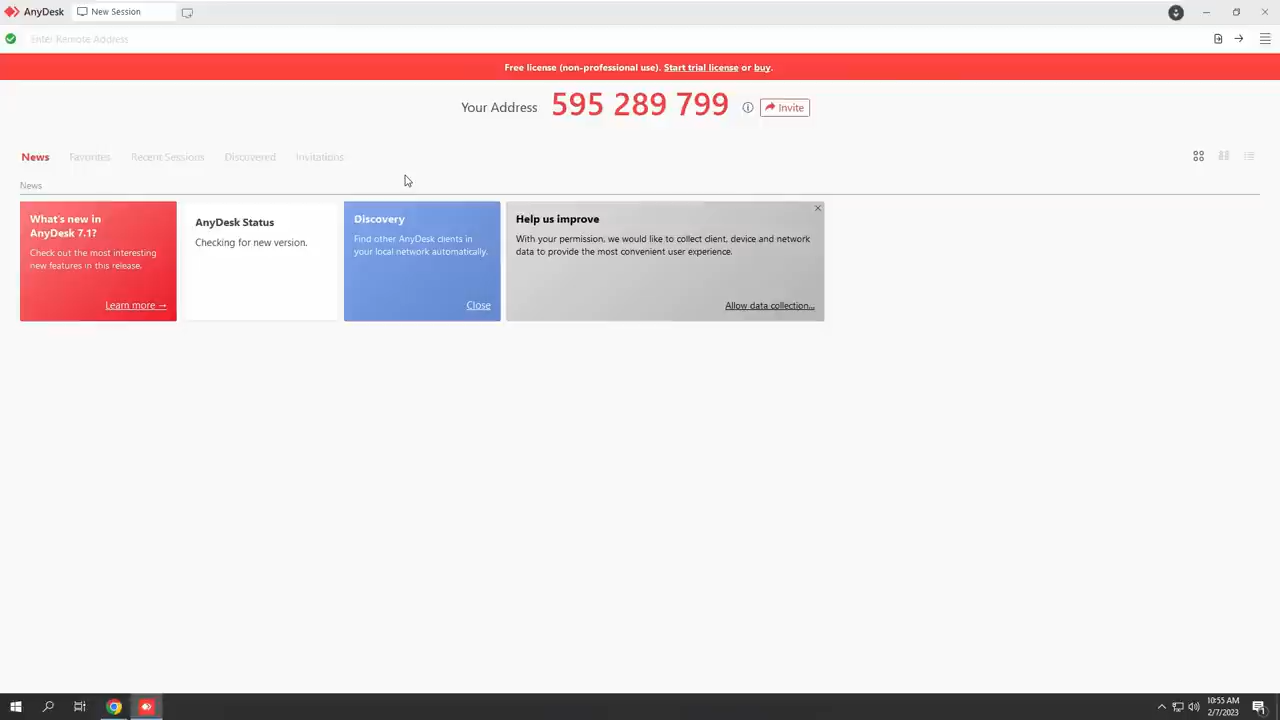 AnyDesk
New Session
Enter Remote Address
Free license (non-professional use). Start trial license or buy.
Your Address 595 289 799 Invite
News Favorites Recent Sessions Discovered Invitations
News
What's new in
AnyDesk 7.1?
Check out the most interesting
new features in this release.
Learn more →
AnyDesk Status
Checking for new version.
Discovery
Find other AnyDesk clients in
your local network automatically.
Close
Help us improve
With your permission, we would like to collect client, device and network
data to provide the most convenient user experience.
Allow data collection...
10:55 AM
2/7/2023